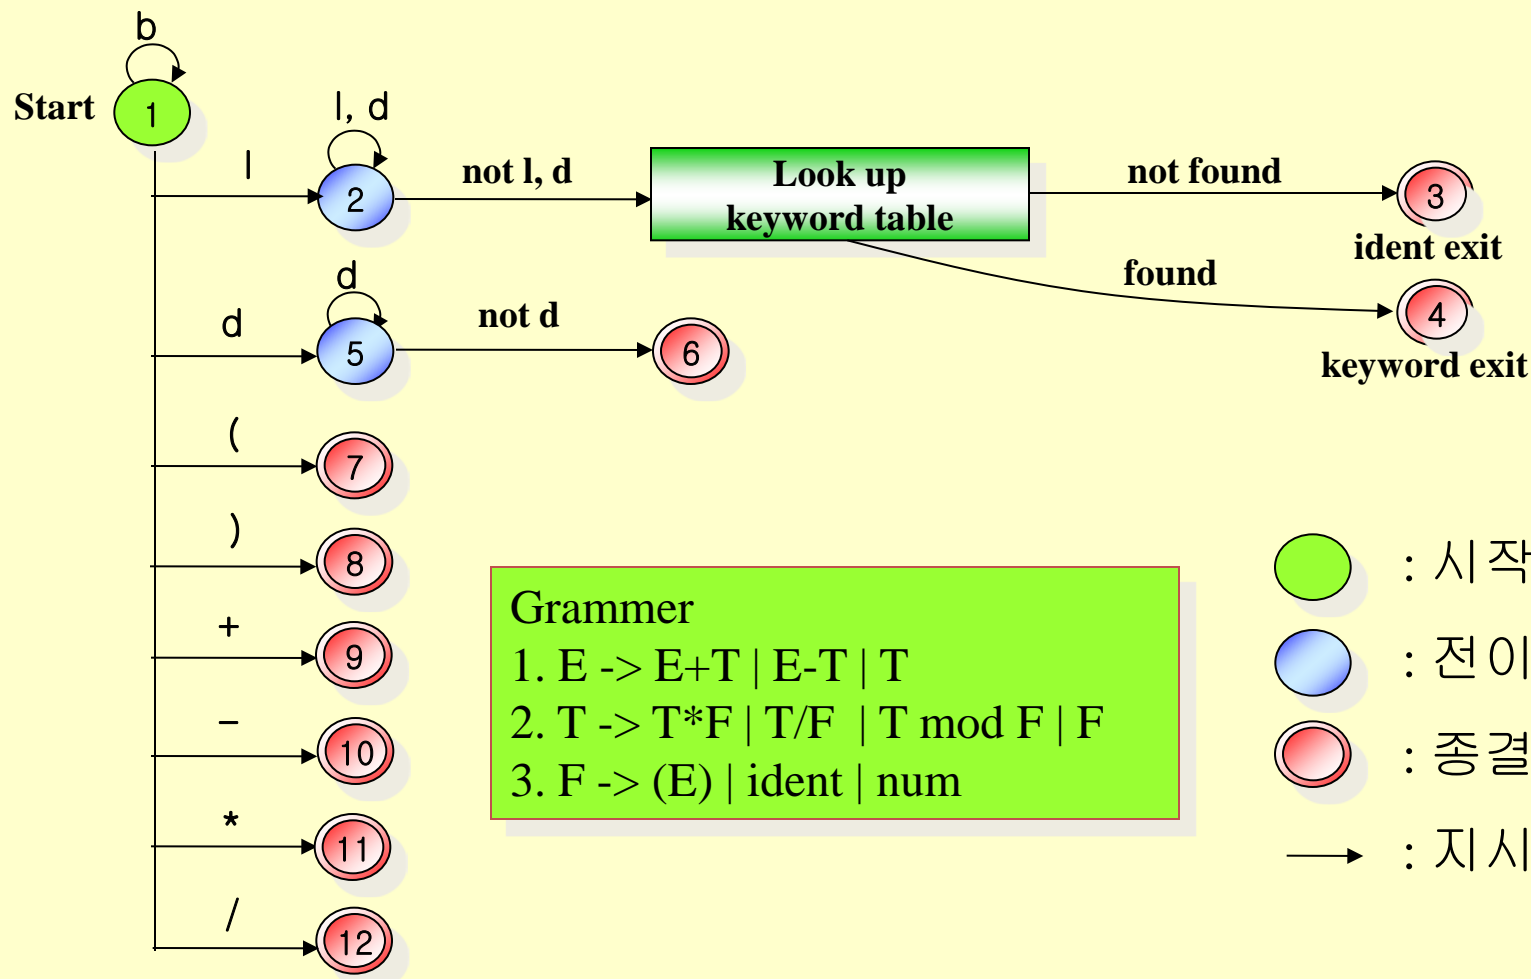 b
Start
1
l
l, d
2
not l, d
Look up
keyword table
not found
3
ident exit
found
4
keyword exit
d
d
5
not d
6
(
7
)
8
+
9
-
10
*
11
/
12
Grammer
1. E -> E+T | E-T | T
2. T -> T*F | T/F | T mod F | F
3. F -> (E) | ident | num
: 시작
: 전이
: 종결
: 지시